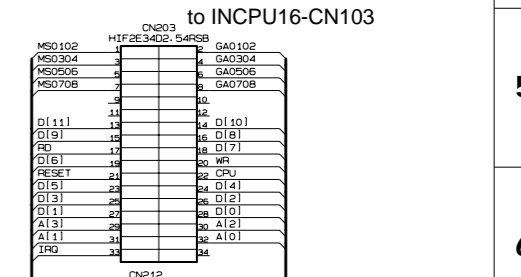 to INCPU16-CN103
CN203
HIF2E34D2.54RSB
MS0102 1 2 GA0102
MS0304 3 4 GA0304
MS0506 5 6 GA0506
MS0708 7 8 GA0708
9 10
11 12
D[11] 13 14 D[10]
D[9] 15 16 D[8]
RD 17 18 D[7]
D[6] 19 20 WR
RESET 21 22 CPU
D[5] 23 24 D[4]
D[3] 25 26 D[2]
D[1] 27 28 D[0]
A[3] 29 30 A[2]
A[1] 31 32 A[0]
IRQ 33 34
CN212